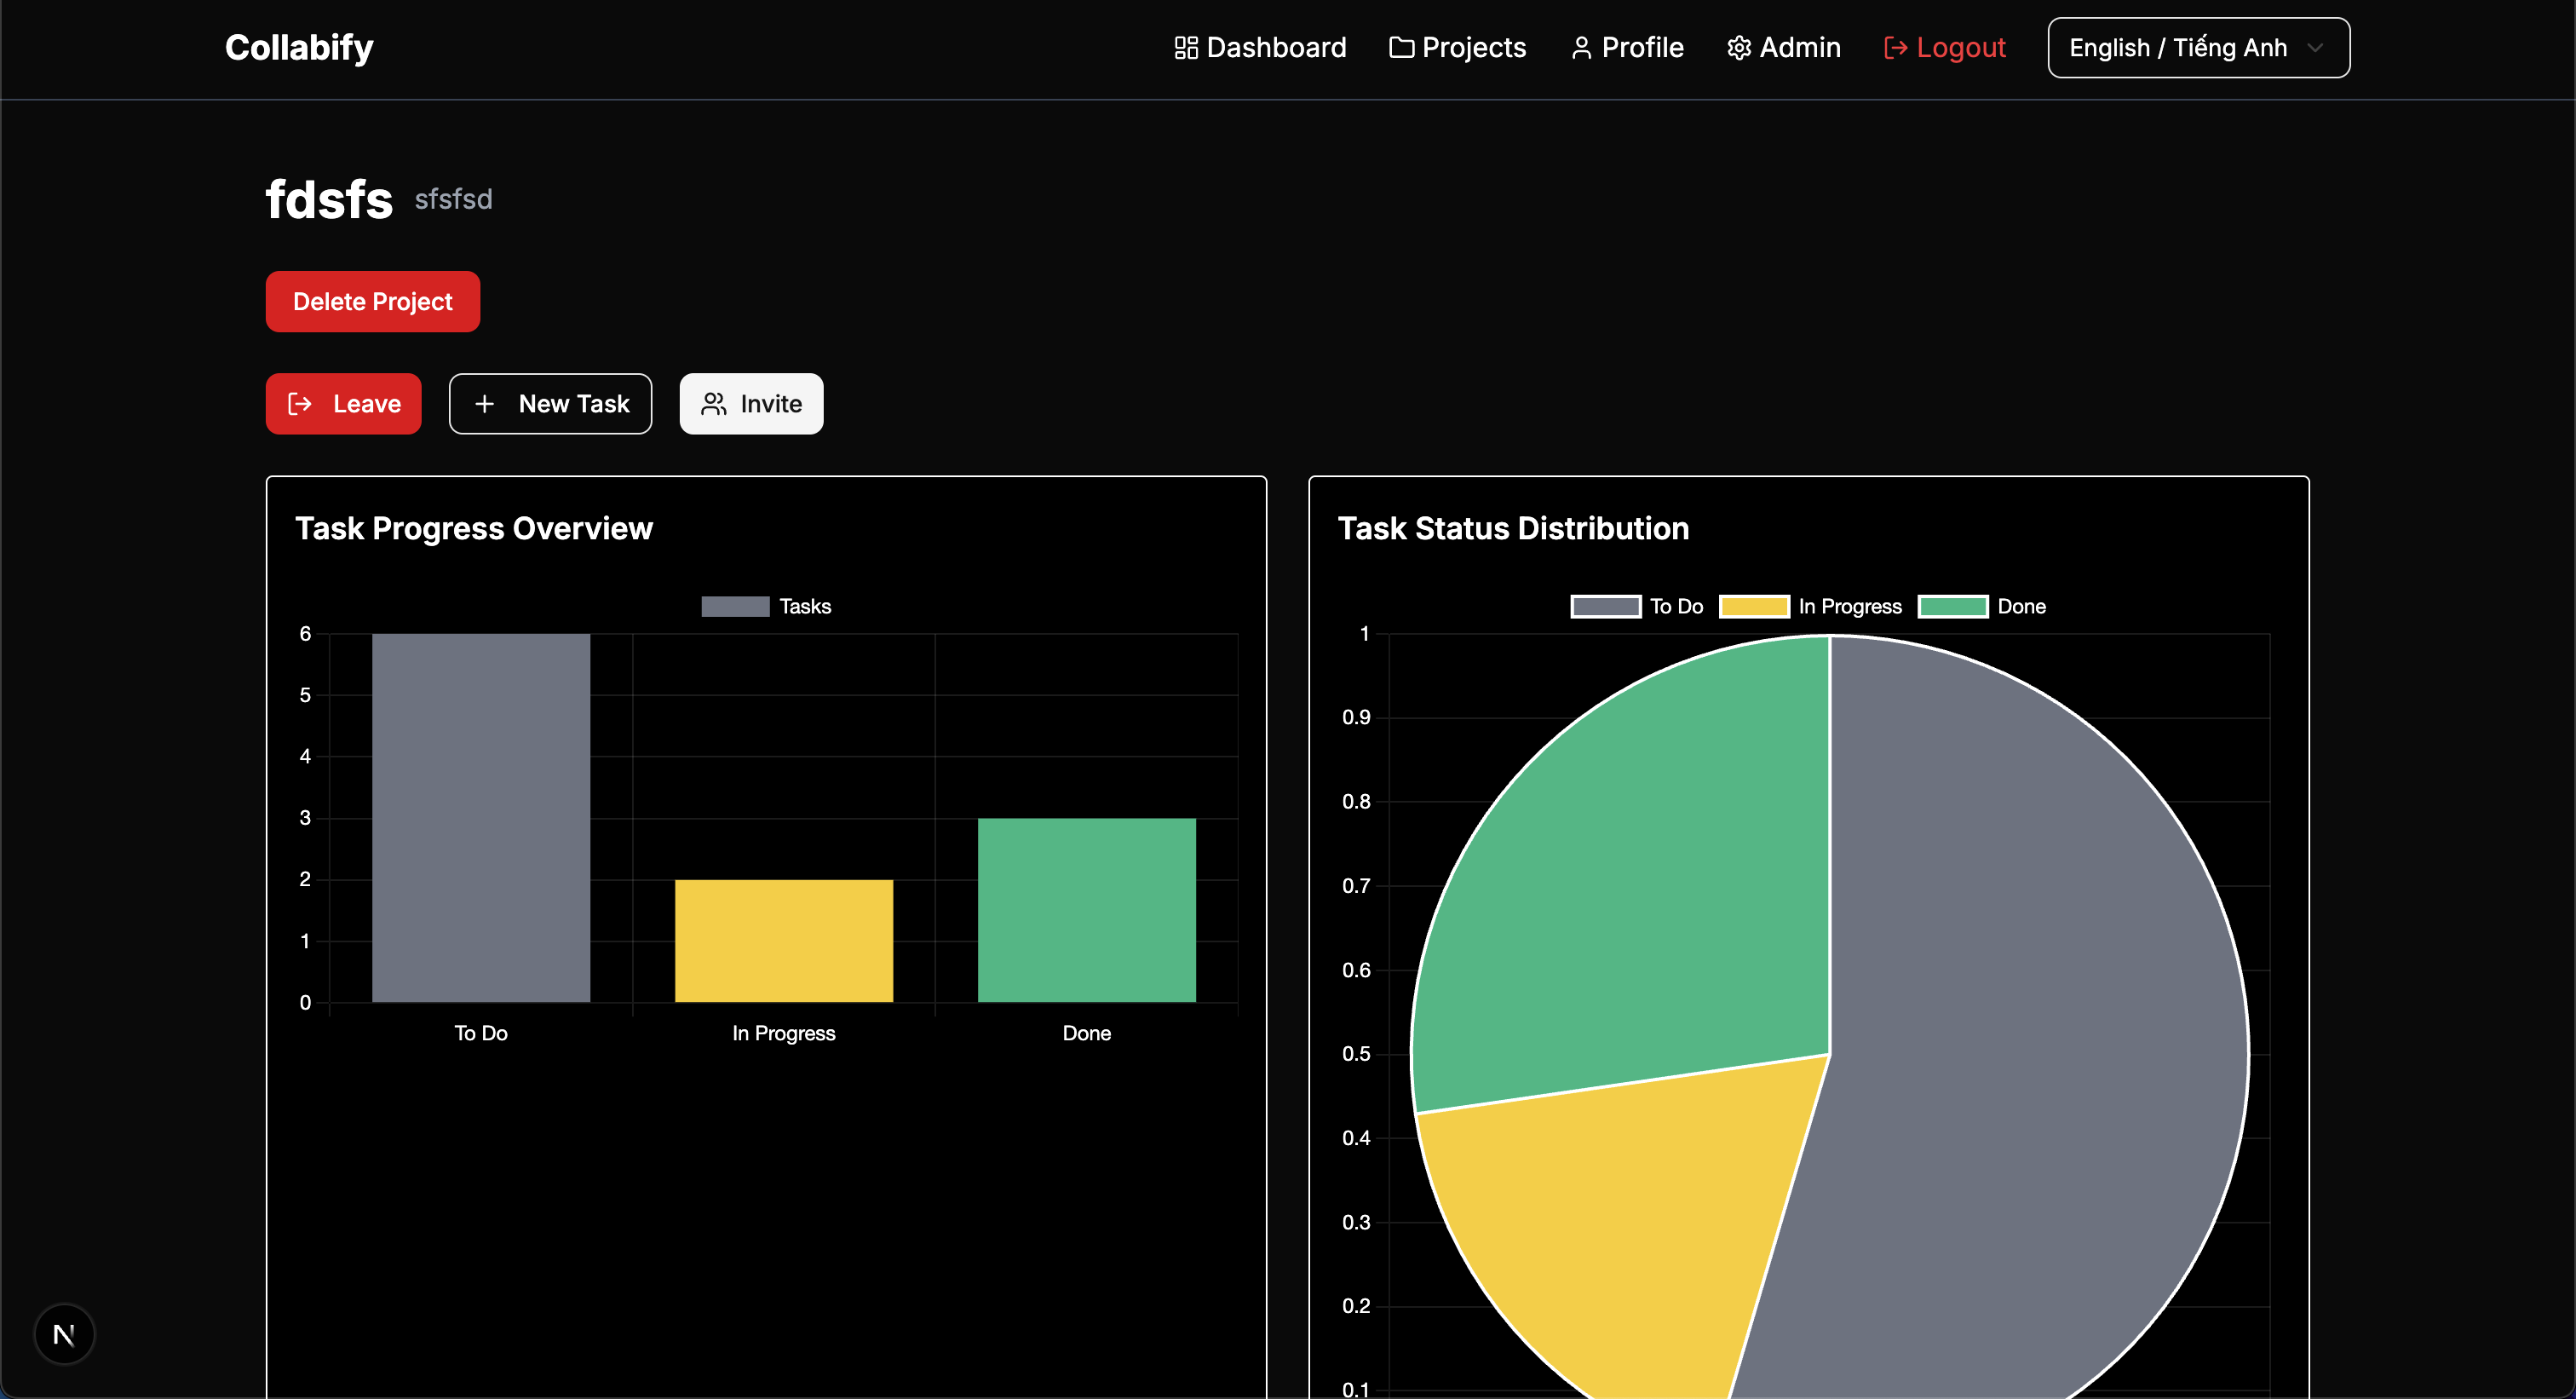 Collabify
Dashboard
Projects
Profile
Admin
Logout
English / Tiếng Anh
fdsfs sfsfsd
Delete Project
Leave
New Task
Invite
Task Progress Overview
Tasks
6
5
4
3
2
1
0
To Do
In Progress
Done
Task Status Distribution
To Do
In Progress
Done
1
0.9
0.8
0.7
0.6
0.5
0.4
0.3
0.2
0.1
N